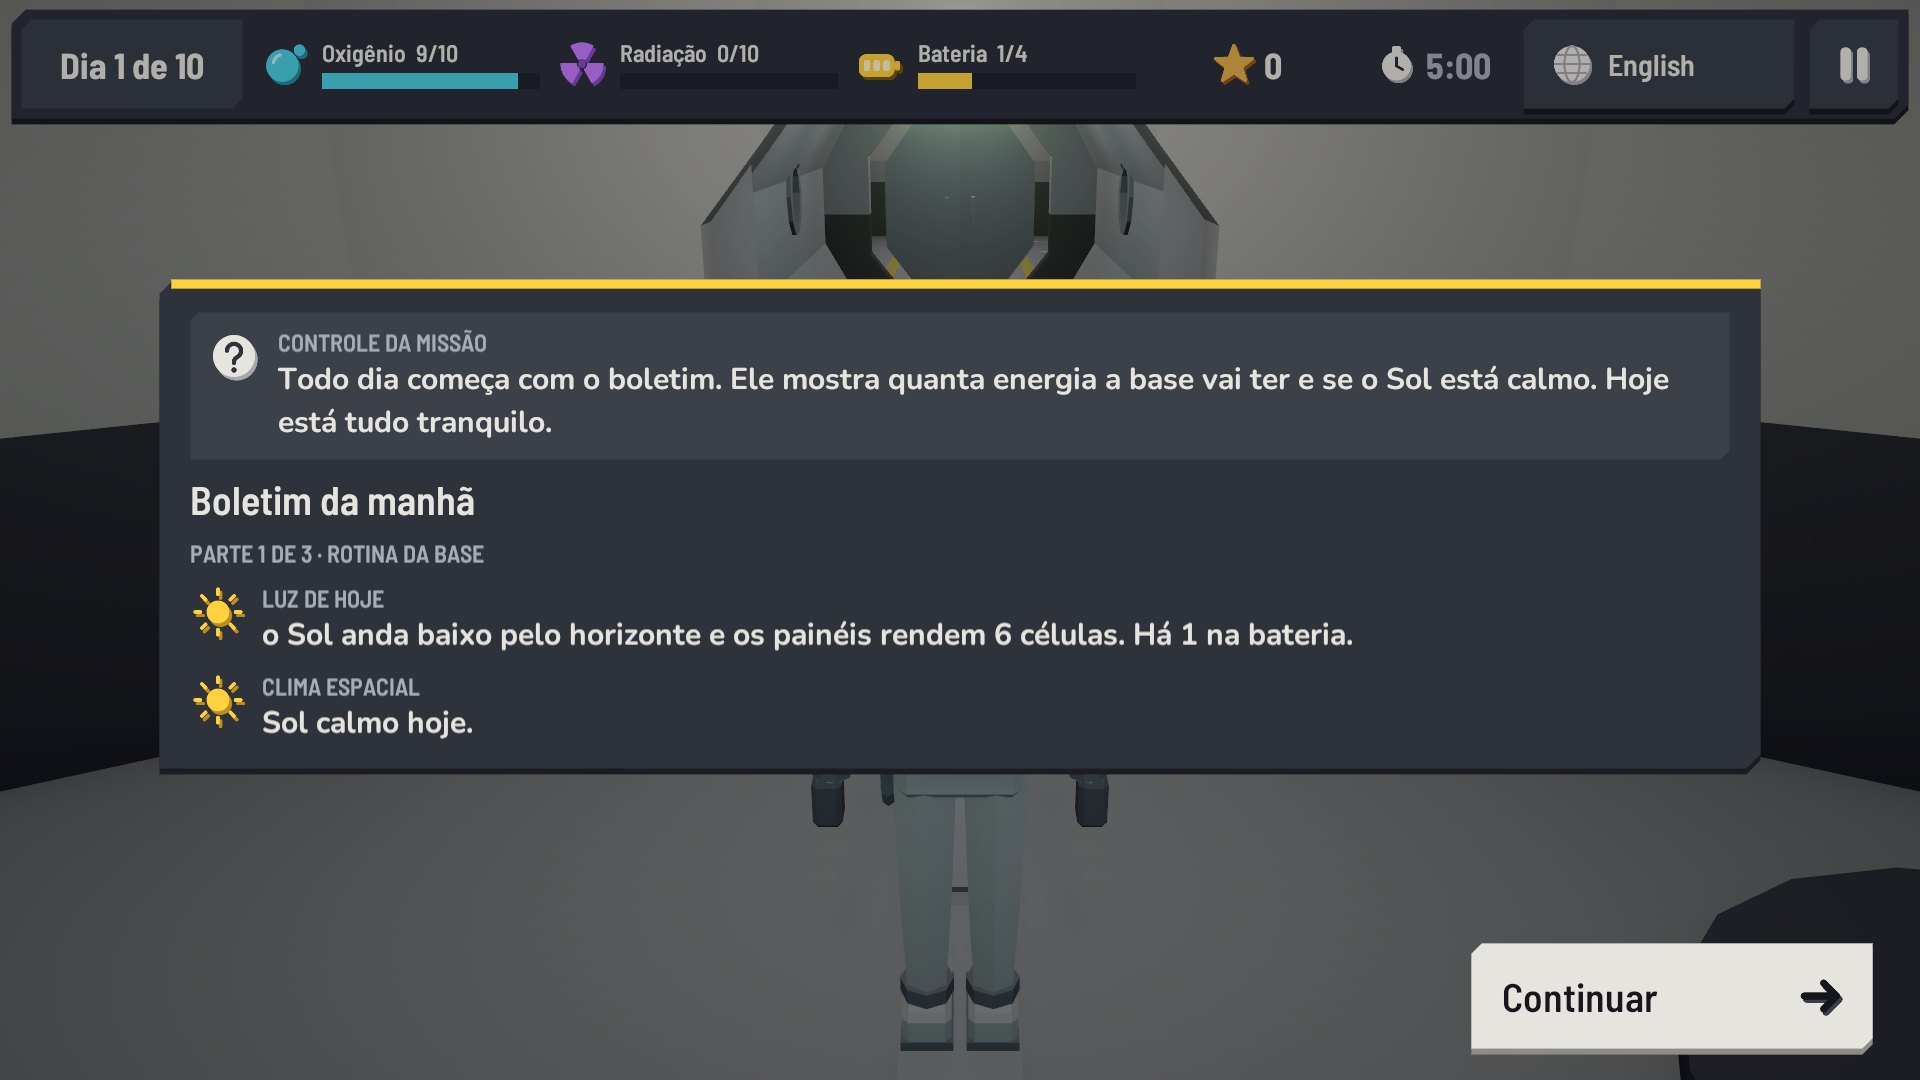 Dia 1 de 10
Oxigênio 9/10
Radiação 0/10
Bateria 1/4
0
5:00
English
CONTROLE DA MISSÃO
Todo dia começa com o boletim. Ele mostra quanta energia a base vai ter e se o Sol está calmo. Hoje
está tudo tranquilo.
Boletim da manhã
PARTE 1 DE 3 · ROTINA DA BASE
LUZ DE HOJE
o Sol anda baixo pelo horizonte e os painéis rendem 6 células. Há 1 na bateria.
CLIMA ESPACIAL
Sol calmo hoje.
Continuar